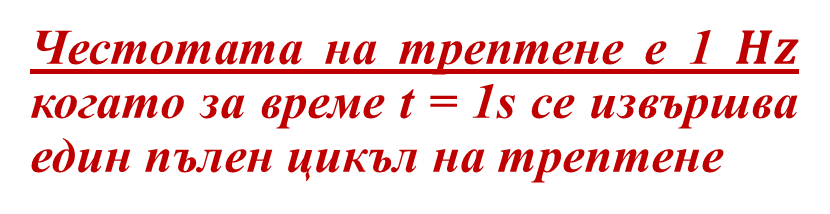 Честотата на трептене е 1 Hz
когато за време t = 1s се извършва
един пълен цикъл на трептене